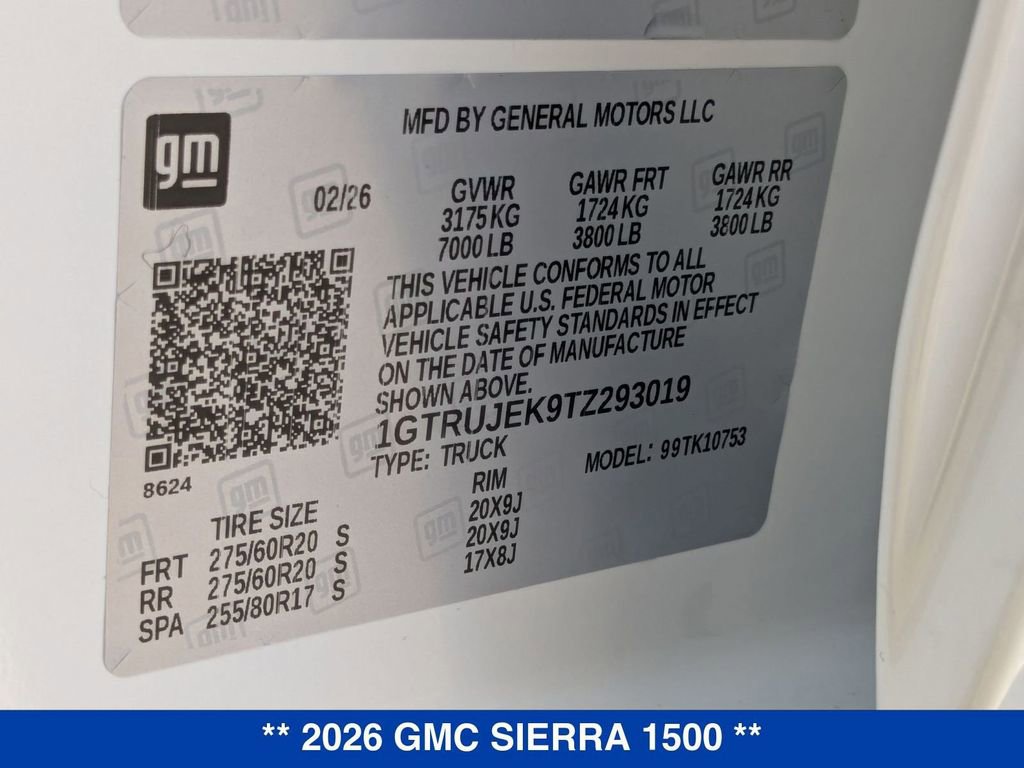 gm
MFD BY GENERAL MOTORS LLC
02/26
GVWR
3175 KG
7000 LB
GAWR FRT
1724 KG
3800 LB
GAWR RR
1724 KG
3800 LB
THIS VEHICLE CONFORMS TO ALL
APPLICABLE U.S. FEDERAL MOTOR
VEHICLE SAFETY STANDARDS IN EFFECT
ON THE DATE OF MANUFACTURE
SHOWN ABOVE.
1GTRUJEK9TZ293019
TYPE: TRUCK
MODEL: 99TK10753
8624
TIRE SIZE RIM
FRT 275/60R20 S 20X9J
RR 275/60R20 S 20X9J
SPA 255/80R17 S 17X8J
** 2026 GMC SIERRA 1500 **